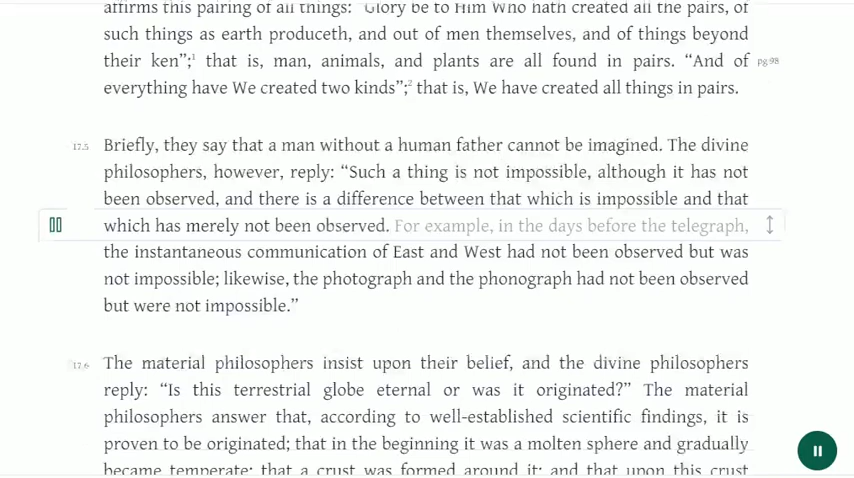 affirms this pairing of all things: “Glory be to Him Who hath created all the pairs, of
such things as earth produceth, and out of men themselves, and of things beyond
their ken”;1 that is, man, animals, and plants are all found in pairs. “And of pg 98
everything have We created two kinds”;2 that is, We have created all things in pairs.
17.5 Briefly, they say that a man without a human father cannot be imagined. The divine
philosophers, however, reply: “Such a thing is not impossible, although it has not
been observed, and there is a difference between that which is impossible and that
which has merely not been observed. For example, in the days before the telegraph,
the instantaneous communication of East and West had not been observed but was
not impossible; likewise, the photograph and the phonograph had not been observed
but were not impossible.”
17.6 The material philosophers insist upon their belief, and the divine philosophers
reply: “Is this terrestrial globe eternal or was it originated?” The material
philosophers answer that, according to well-established scientific findings, it is
proven to be originated; that in the beginning it was a molten sphere and gradually
became temperate; that a crust was formed around it; and that upon this crust